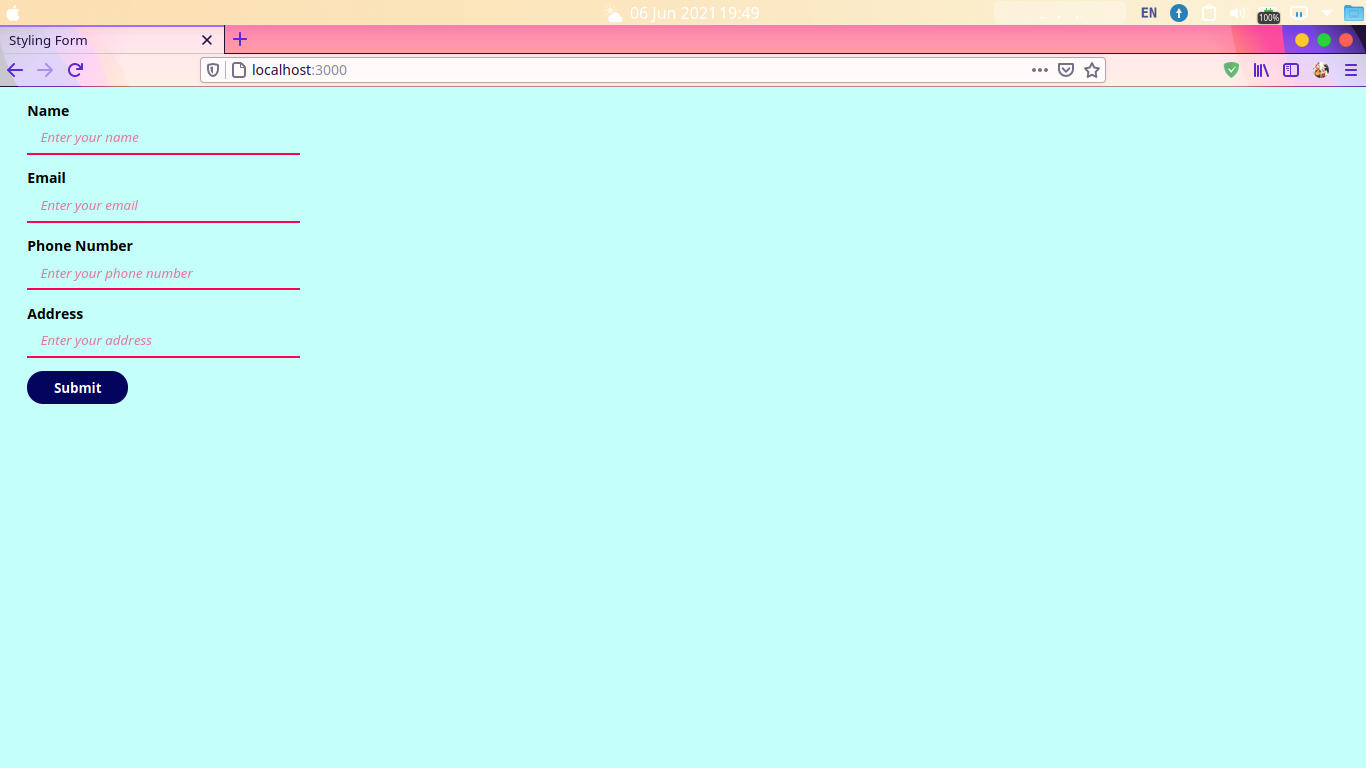 06 Jun 2021 19:49
EN
100%
Styling Form
localhost:3000
Name
Enter your name
Email
Enter your email
Phone Number
Enter your phone number
Address
Enter your address
Submit